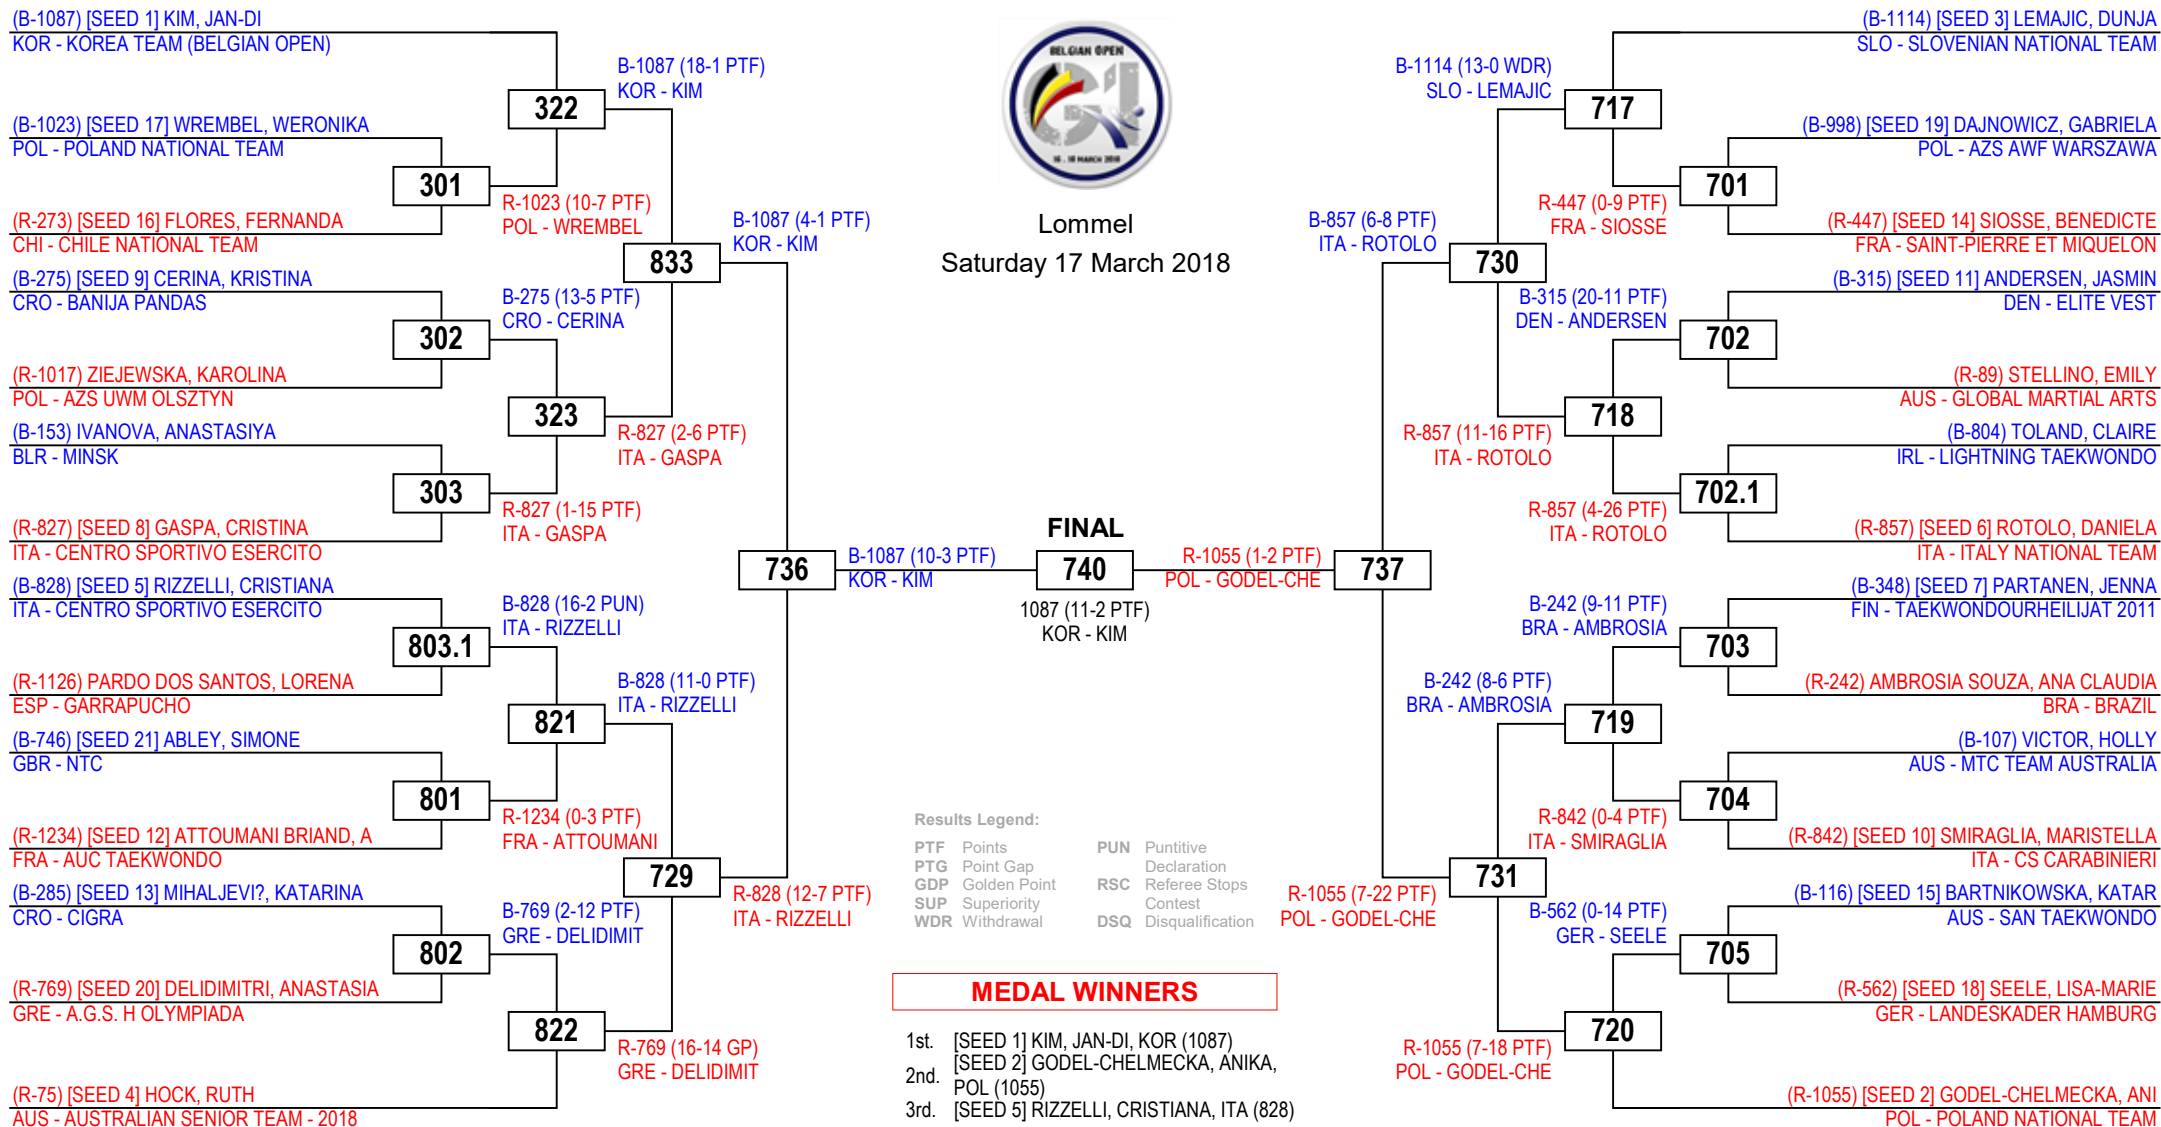 (B-1087) [SEED 1] KIM, JAN-DI
KOR - KOREA TEAM (BELGIAN OPEN)
(B-1023) [SEED 17] WREMBEL, WERONIKA
POL - POLAND NATIONAL TEAM
(R-273) [SEED 16] FLORES, FERNANDA
CHI - CHILE NATIONAL TEAM
(B-275) [SEED 9] CERINA, KRISTINA
CRO - BANIJA PANDAS
(R-1017) ZIEJEWSKA, KAROLINA
POL - AZS UWM OLSZTYN
(B-153) IVANOVA, ANASTASIYA
BLR - MINSK
(R-827) [SEED 8] GASPA, CRISTINA
ITA - CENTRO SPORTIVO ESERCITO
(B-828) [SEED 5] RIZZELLI, CRISTIANA
ITA - CENTRO SPORTIVO ESERCITO
(R-1126) PARDO DOS SANTOS, LORENA
ESP - GARRAPUCHO
(B-746) [SEED 21] ABLEY, SIMONE
GBR - NTC
(R-1234) [SEED 12] ATTOUMANI BRIAND, A
FRA - AUC TAEKWONDO
(B-285) [SEED 13] MIHALJEVI?, KATARINA
CRO - CIGRA
(R-769) [SEED 20] DELIDIMITRI, ANASTASIA
GRE - A.G.S. H OLYMPIADA
(R-75) [SEED 4] HOCK, RUTH
AUS - AUSTRALIAN SENIOR TEAM - 2018
301
302
303
803.1
801
802
R-1023 (10-7 PTF)
POL - WREMBEL
B-275 (13-5 PTF)
CRO - CERINA
R-827 (1-15 PTF)
ITA - GASPA
B-828 (16-2 PUN)
ITA - RIZZELLI
R-1234 (0-3 PTF)
FRA - ATTOUMANI
B-769 (2-12 PTF)
GRE - DELIDIMIT
322
323
821
822
B-1087 (18-1 PTF)
KOR - KIM
R-827 (2-6 PTF)
ITA - GASPA
B-828 (11-0 PTF)
ITA - RIZZELLI
R-769 (16-14 GP)
GRE - DELIDIMIT
833
729
B-1087 (4-1 PTF)
KOR - KIM
R-828 (12-7 PTF)
ITA - RIZZELLI
736
B-1087 (10-3 PTF)
KOR - KIM
BELGIAN OPEN
G1
16 . 18 MARCH 2018
Lommel
Saturday 17 March 2018
FINAL
740
1087 (11-2 PTF)
KOR - KIM
Results Legend:
PTF Points
PTG Point Gap
GDP Golden Point
SUP Superiority
WDR Withdrawal
PUN Puntitive
Declaration
RSC Referee Stops
Contest
DSQ Disqualification
MEDAL WINNERS
1st. [SEED 1] KIM, JAN-DI, KOR (1087)
2nd. [SEED 2] GODEL-CHELMECKA, ANIKA,
POL (1055)
3rd. [SEED 5] RIZZELLI, CRISTIANA, ITA (828)
R-1055 (1-2 PTF)
POL - GODEL-CHE
737
B-857 (6-8 PTF)
ITA - ROTOLO
R-1055 (7-22 PTF)
POL - GODEL-CHE
730
731
B-1114 (13-0 WDR)
SLO - LEMAJIC
R-857 (11-16 PTF)
ITA - ROTOLO
B-242 (8-6 PTF)
BRA - AMBROSIA
R-1055 (7-18 PTF)
POL - GODEL-CHE
717
718
719
720
R-447 (0-9 PTF)
FRA - SIOSSE
B-315 (20-11 PTF)
DEN - ANDERSEN
R-857 (4-26 PTF)
ITA - ROTOLO
B-242 (9-11 PTF)
BRA - AMBROSIA
R-842 (0-4 PTF)
ITA - SMIRAGLIA
B-562 (0-14 PTF)
GER - SEELE
701
702
702.1
703
704
705
(B-1114) [SEED 3] LEMAJIC, DUNJA
SLO - SLOVENIAN NATIONAL TEAM
(B-998) [SEED 19] DAJNOWICZ, GABRIELA
POL - AZS AWF WARSZAWA
(R-447) [SEED 14] SIOSSE, BENEDICTE
FRA - SAINT-PIERRE ET MIQUELON
(B-315) [SEED 11] ANDERSEN, JASMIN
DEN - ELITE VEST
(R-89) STELLINO, EMILY
AUS - GLOBAL MARTIAL ARTS
(B-804) TOLAND, CLAIRE
IRL - LIGHTNING TAEKWONDO
(R-857) [SEED 6] ROTOLO, DANIELA
ITA - ITALY NATIONAL TEAM
(B-348) [SEED 7] PARTANEN, JENNA
FIN - TAEKWONDOURHEILIJAT 2011
(R-242) AMBROSIA SOUZA, ANA CLAUDIA
BRA - BRAZIL
(B-107) VICTOR, HOLLY
AUS - MTC TEAM AUSTRALIA
(R-842) [SEED 10] SMIRAGLIA, MARISTELLA
ITA - CS CARABINIERI
(B-116) [SEED 15] BARTNIKOWSKA, KATAR
AUS - SAN TAEKWONDO
(R-562) [SEED 18] SEELE, LISA-MARIE
GER - LANDESKADER HAMBURG
(R-1055) [SEED 2] GODEL-CHELMECKA, ANI
POL - POLAND NATIONAL TEAM